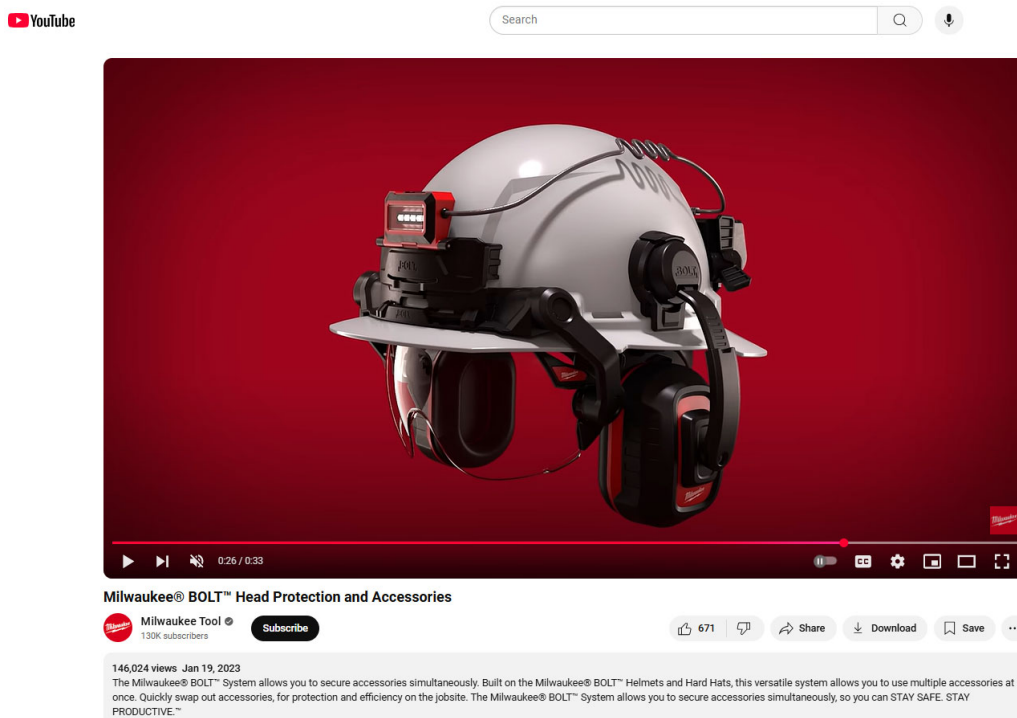 YouTube
Search
BOLT
BOLT
BOLT
Milwaukee
Milwaukee
Milwaukee
0:26 / 0:33
CC
Milwaukee® BOLT™ Head Protection and Accessories
Milwaukee
Milwaukee Tool
130K subscribers
Subscribe
671
Share
Download
Save
146,024 views Jan 19, 2023
The Milwaukee® BOLT™ System allows you to secure accessories simultaneously. Built on the Milwaukee® BOLT™ Helmets and Hard Hats, this versatile system allows you to use multiple accessories at
once. Quickly swap out accessories, for protection and efficiency on the jobsite. The Milwaukee® BOLT™ System allows you to secure accessories simultaneously, so you can STAY SAFE. STAY
PRODUCTIVE.™